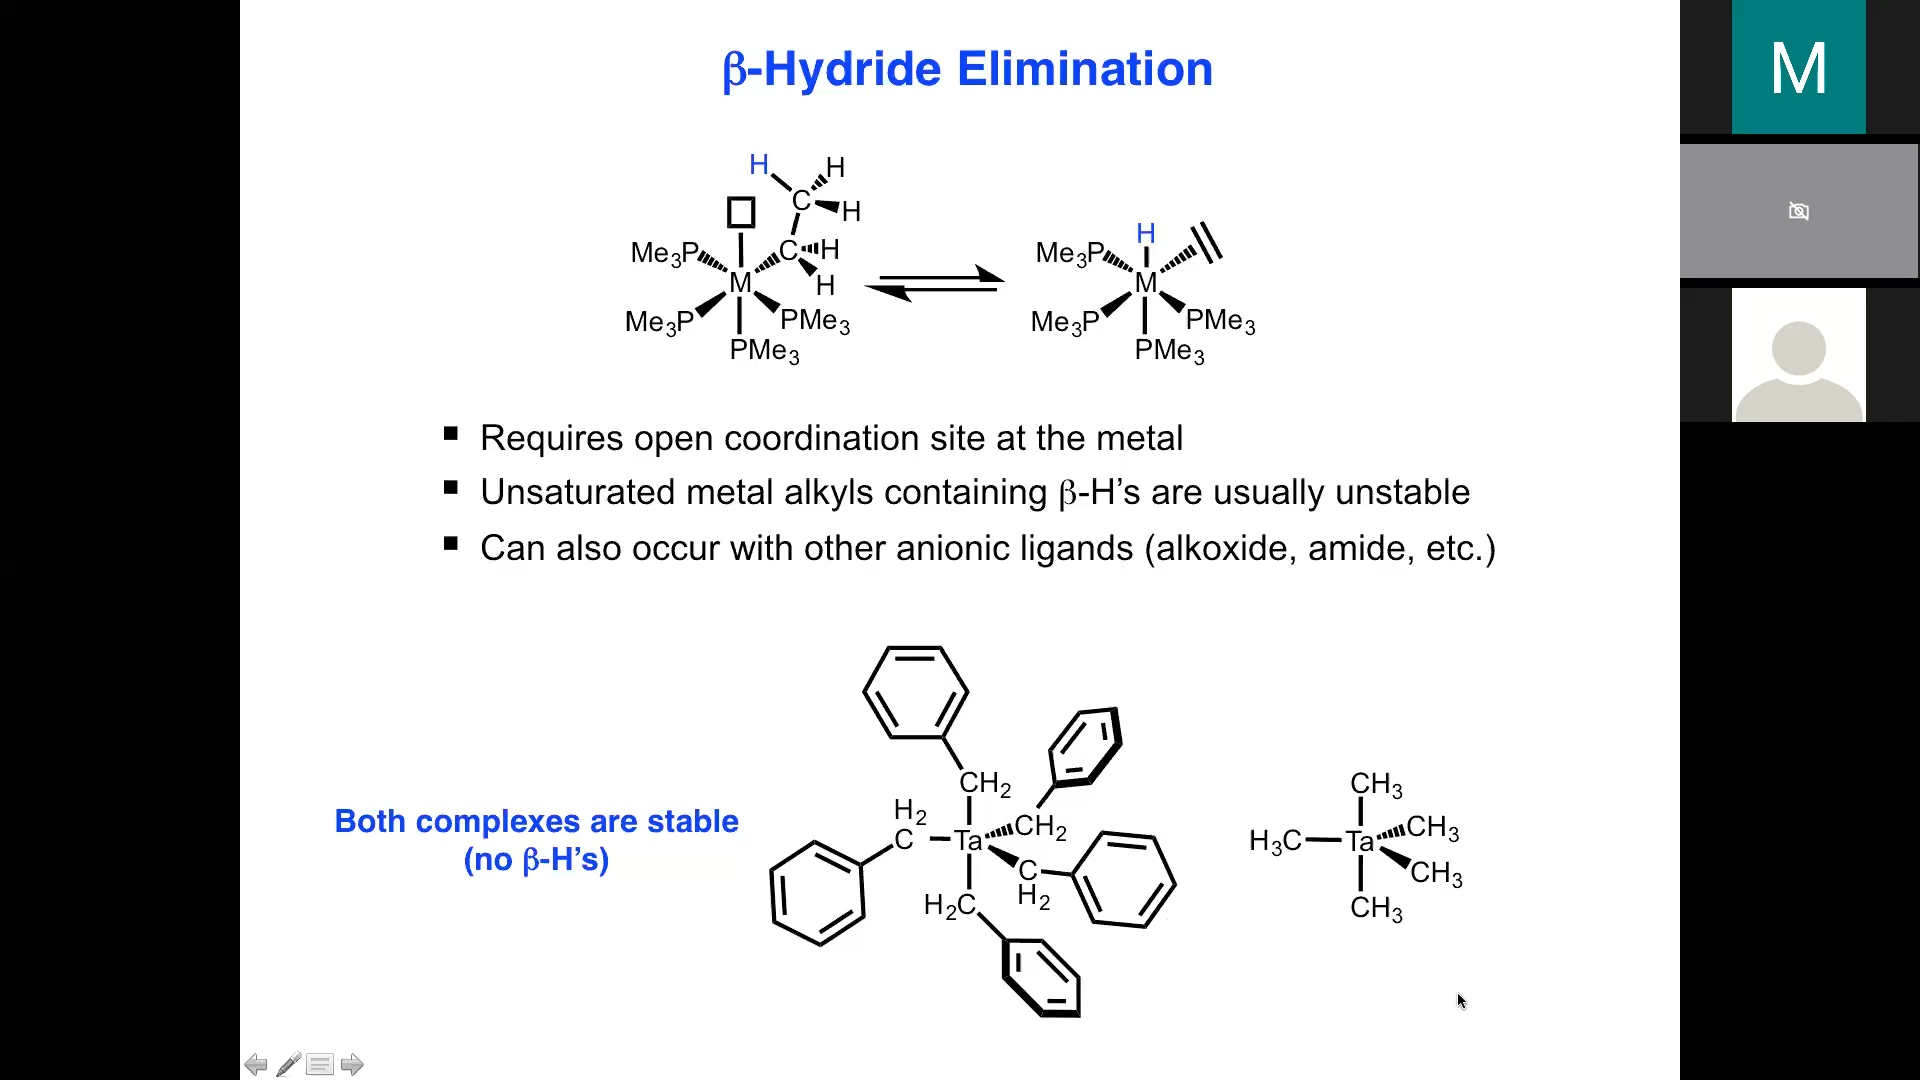 β-Hydride Elimination
M
H
H
C
H
C
H
H
Me3P
M
Me3P
PMe3
PMe3
H
Me3P
M
Me3P
PMe3
PMe3
Requires open coordination site at the metal
Unsaturated metal alkyls containing β-H’s are usually unstable
Can also occur with other anionic ligands (alkoxide, amide, etc.)
Both complexes are stable
(no β-H’s)
CH2
H2
C
Ta
CH2
C
H2
H2C
CH3
H3C
Ta
CH3
CH3
CH3